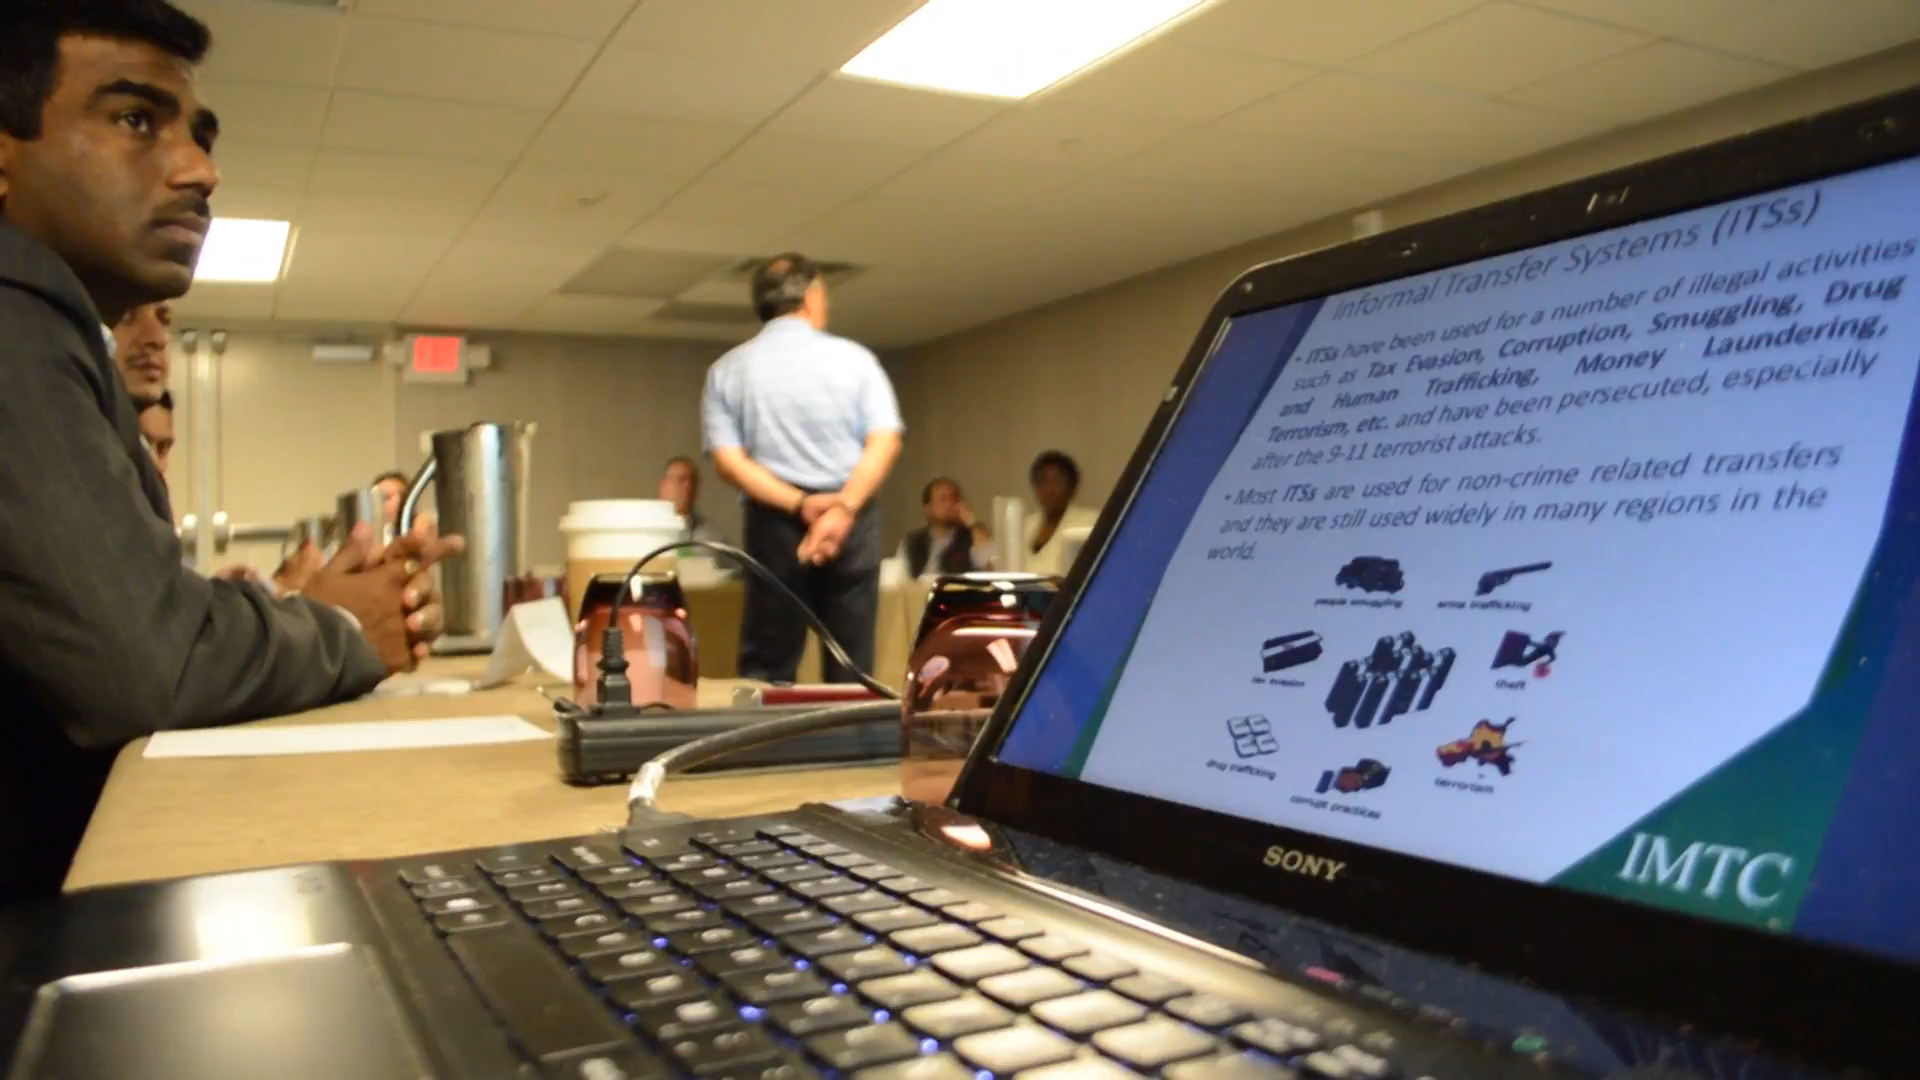 Informal Transfer Systems (ITSs)
• ITSs have been used for a number of illegal activities
such as Tax Evasion, Corruption, Smuggling, Drug
and Human Trafficking, Money Laundering,
Terrorism, etc. and have been persecuted, especially
after the 9-11 terrorist attacks.
• Most ITSs are used for non-crime related transfers
and they are still used widely in many regions in the
world.
people smuggling
arms trafficking
tax evasion
theft
drug trafficking
terrorism
corrupt practices
IMTC
SONY